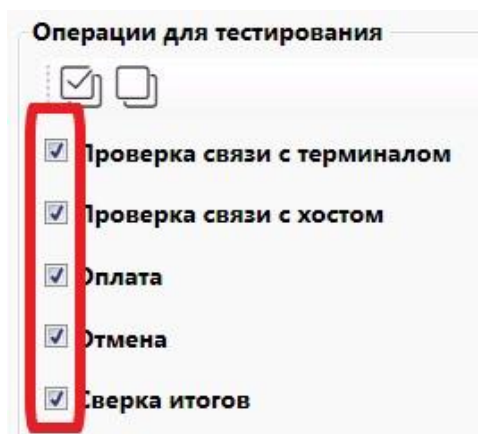 Операции для тестирования
Проверка связи с терминалом
Проверка связи с хостом
Оплата
Отмена
Сверка итогов